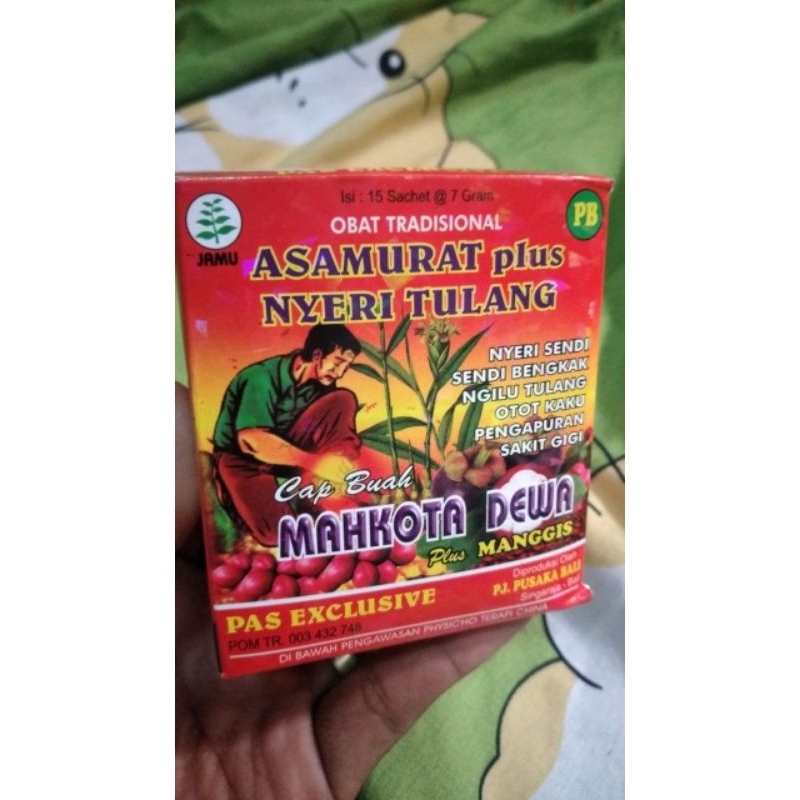 Isi : 15 Sachet @ 7 Gram
OBAT TRADISIONAL
PB
JAMU
ASAMURAT plus
NYERI TULANG
NYERI SENDI
SENDI BENGKAK
NGILU TULANG
OTOT KAKU
PENGAPURAN
SAKIT GIGI
Cap Buah
MAHKOTA DEWA
Plus MANGGIS
PAS EXCLUSIVE
Diproduksi Oleh
PJ. PUSAKA BALI
Singaraja - Bali
POM TR. 003 432 748
DI BAWAH PENGAWASAN PHYSICHO TERAPI CHINA